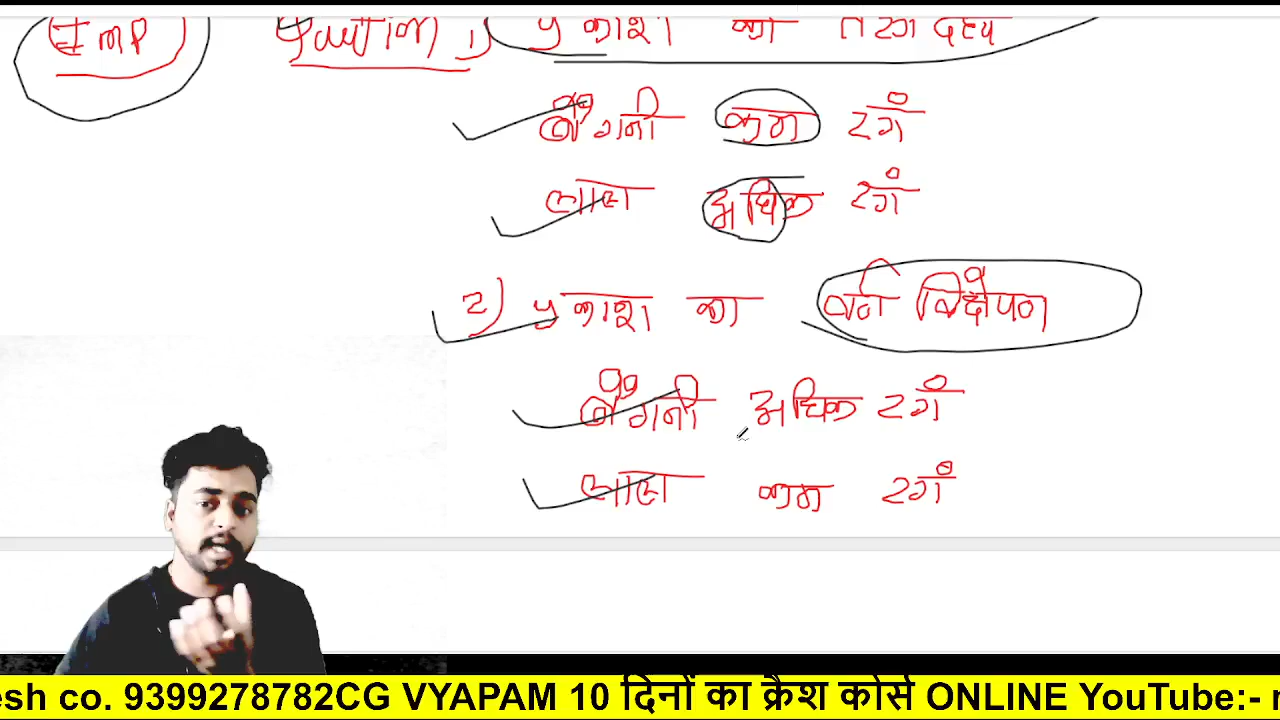 IMP Question 1) प्रकाश का तरंग दैध्य
बैंगनी कम रंग
लाल अधिक रंग
2) प्रकाश का वर्ण विक्षेपण
बैंगनी अधिक रंग
लाल कम रंग
esh co. 9399278782CG VYAPAM 10 दिनों का क्रैश कोर्स ONLINE YouTube:-